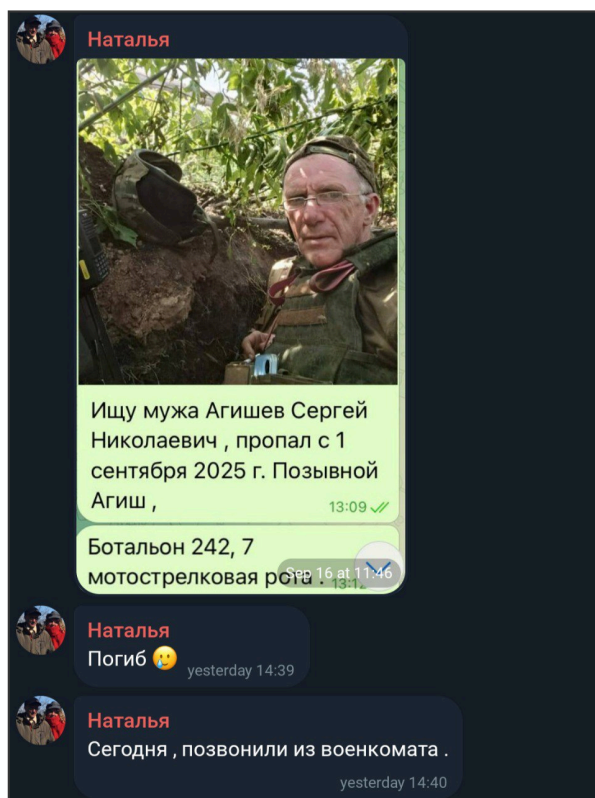 Наталья
Ищу мужа Агишев Сергей
Николаевич , пропал с 1
сентября 2025 г. Позывной
Агиш ,
13:09
Ботальон 242, 7
мотострелковая рота .
Sep 16 at 11:46
Наталья
Погиб 🥲
yesterday 14:39
Наталья
Сегодня , позвонили из военкомата .
yesterday 14:40